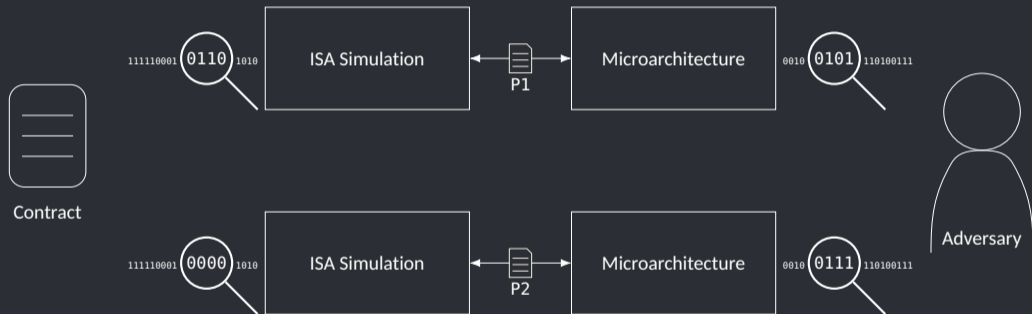 111110001 0110 1010 ISA Simulation P1 Microarchitecture 0010 0101 110100111
Contract
Adversary
111110001 0000 1010 ISA Simulation P2 Microarchitecture 0010 0111 110100111